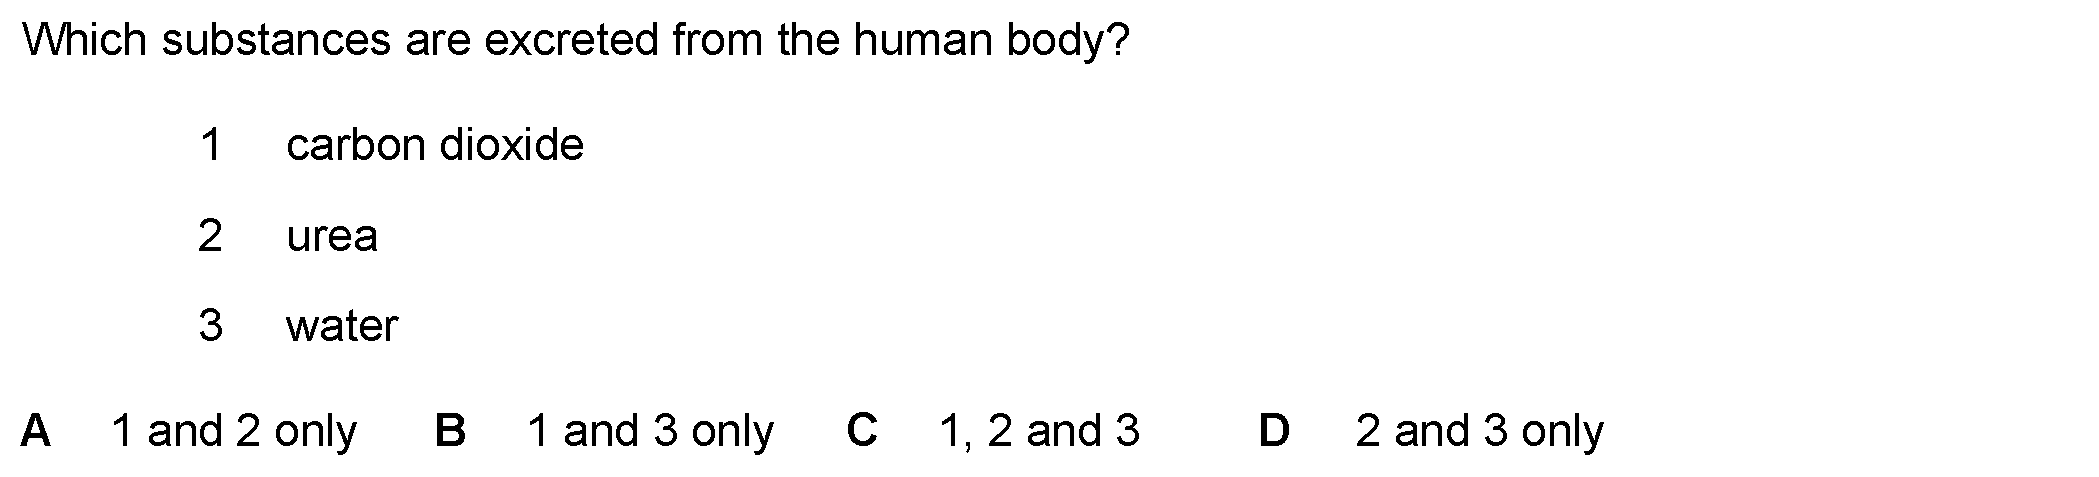 Which substances are excreted from the human body?
1 carbon dioxide
2 urea
3 water
A 1 and 2 only B 1 and 3 only C 1, 2 and 3 D 2 and 3 only